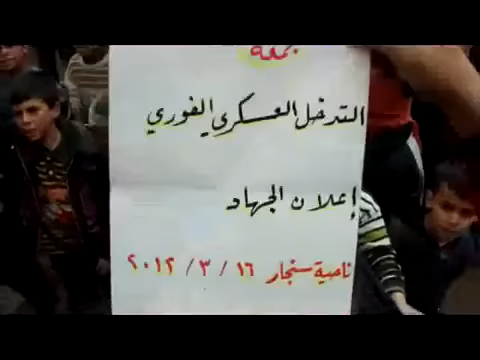 جمعة
التدخل العسكري الفوري
إعلان الجهاد
ناحية سنجار ١٦ / ٣ / ٢٠١٢